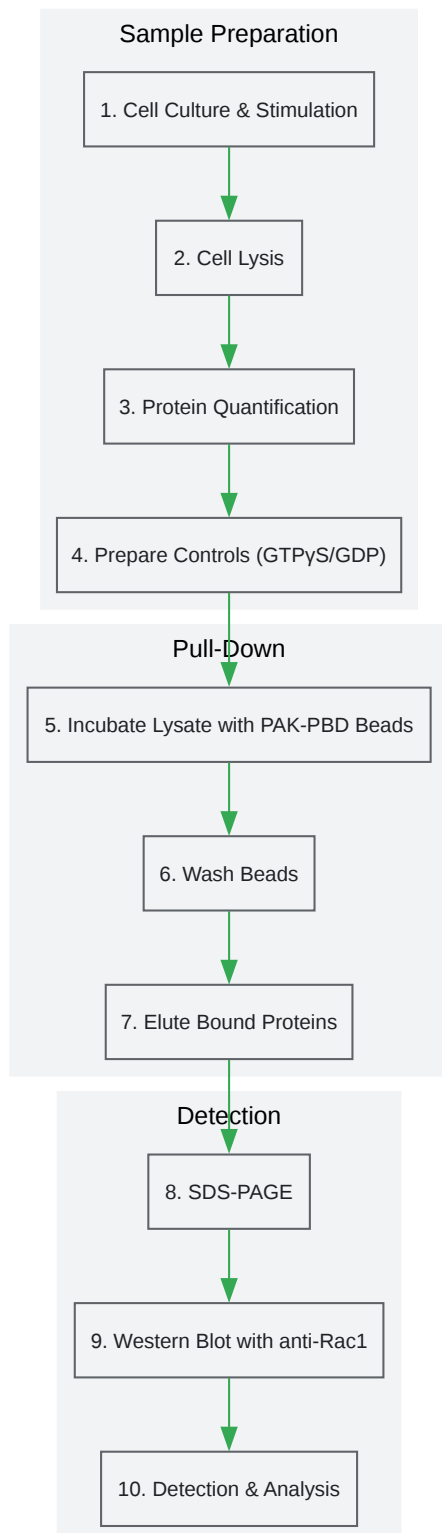 Sample Preparation
1. Cell Culture & Stimulation
2. Cell Lysis
3. Protein Quantification
4. Prepare Controls (GTPγS/GDP)
Pull-Down
5. Incubate Lysate with PAK-PBD Beads
6. Wash Beads
7. Elute Bound Proteins
Detection
8. SDS-PAGE
9. Western Blot with anti-Rac1
10. Detection & Analysis